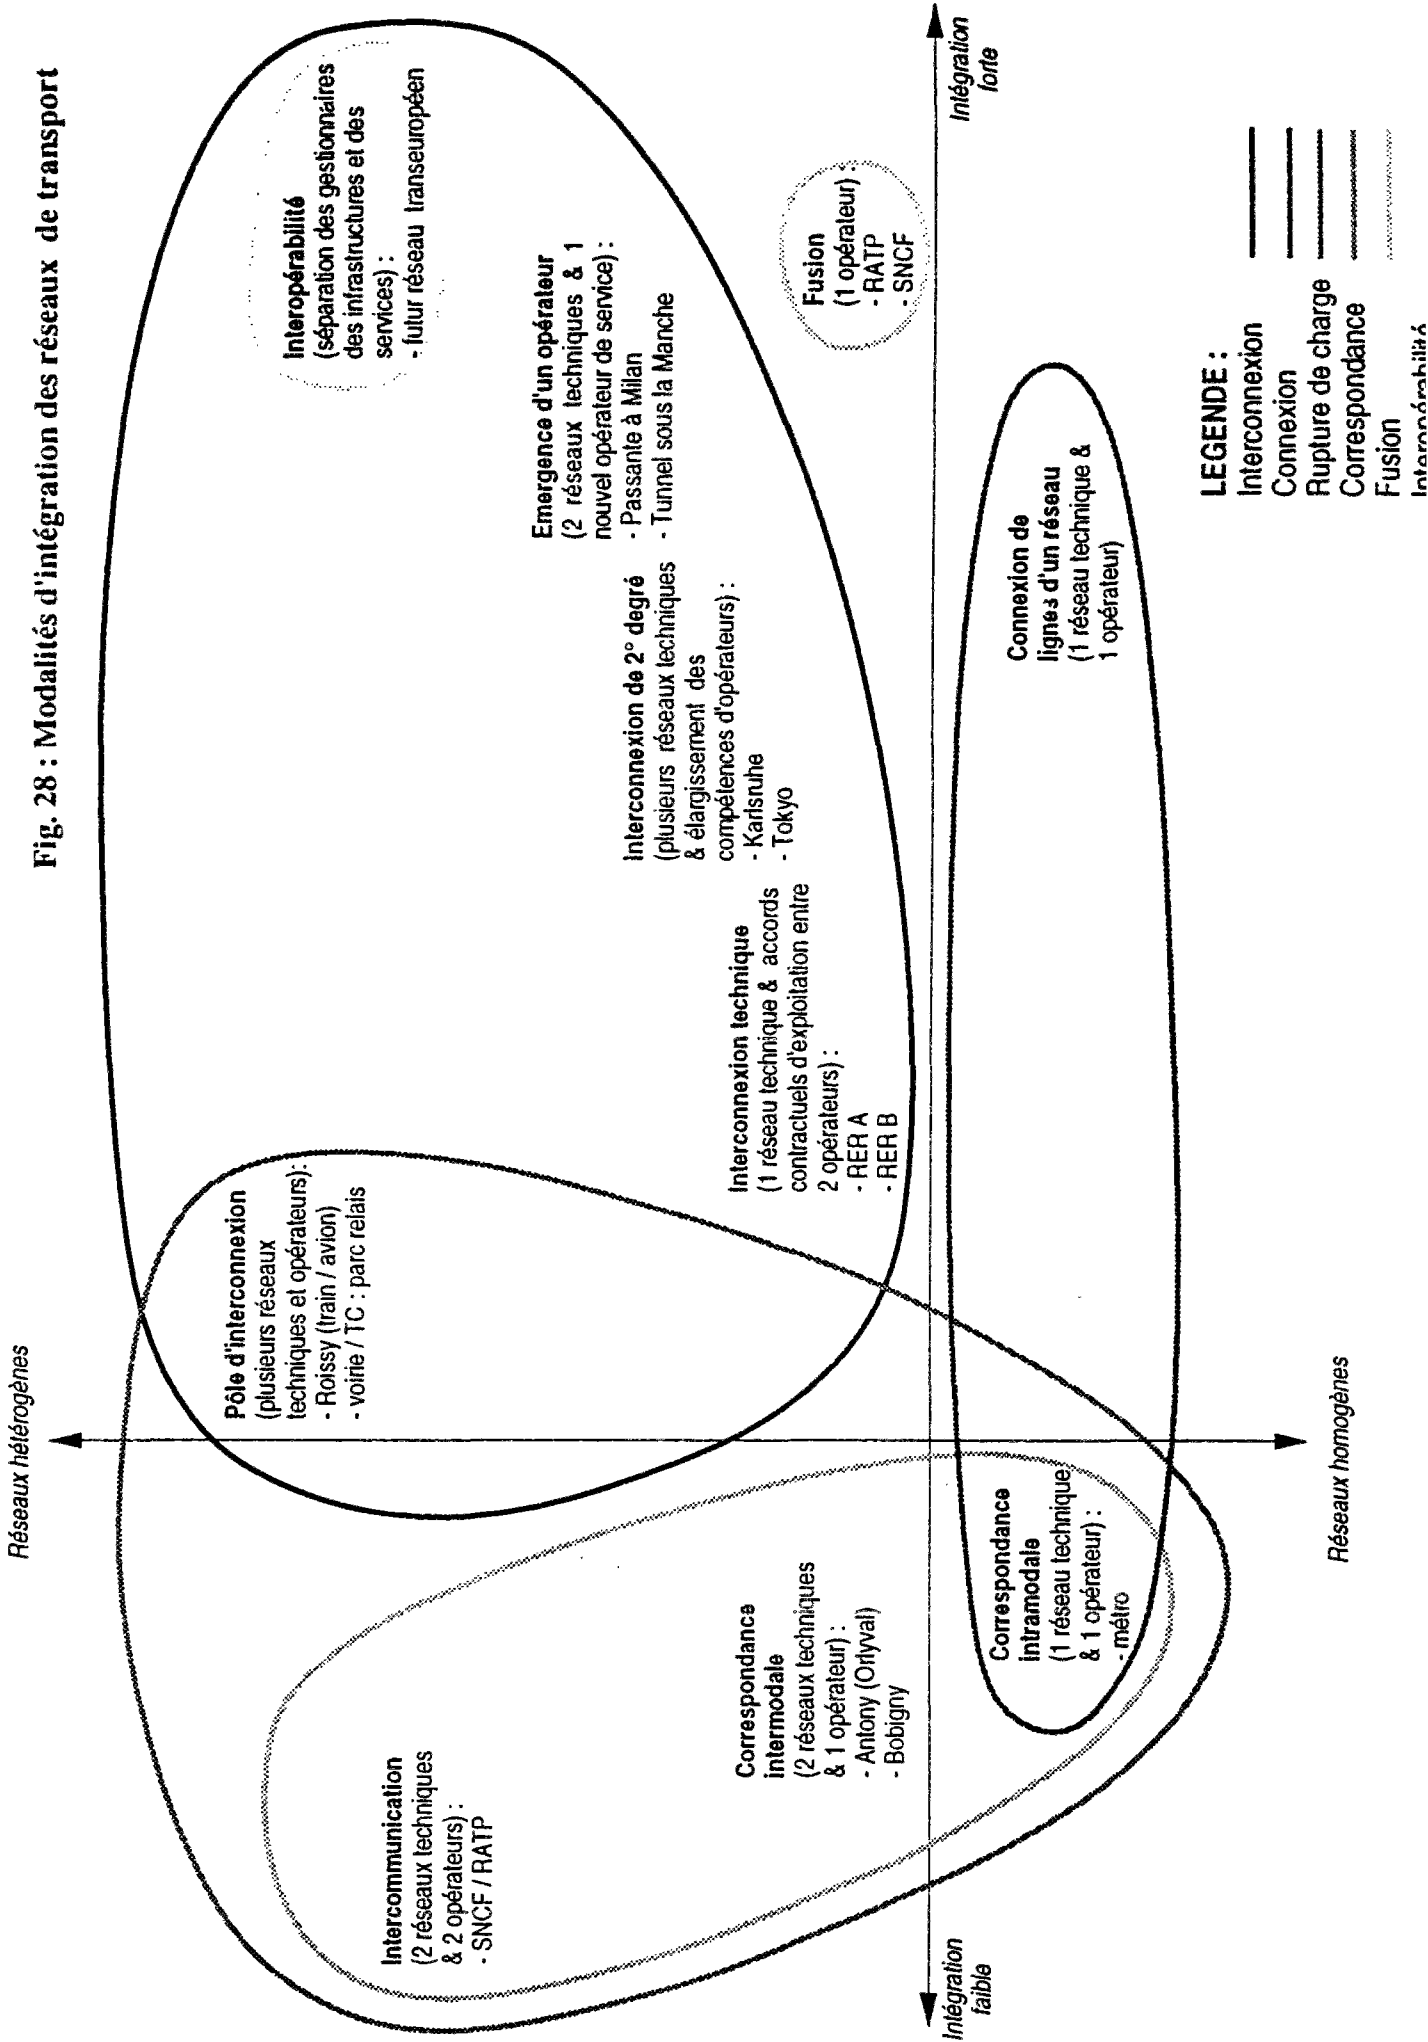 Fig. 28 : Modalités d'intégration des réseaux de transport
Réseaux hétérogènes
Interopérabilité
(séparation des gestionnaires
des infrastructures et des
services) :
- futur réseau transeuropéen
Pôle d'interconnexion
(plusieurs réseaux
techniques et opérateurs):
- Roissy (train / avion)
- voirie / TC : parc relais
Intercommunication
(2 réseaux techniques
& 2 opérateurs) :
- SNCF / RATP
Emergence d'un opérateur
(2 réseaux techniques & 1
nouvel opérateur de service) :
- Passante à Milan
- Tunnel sous la Manche
Interconnexion de 2° degré
(plusieurs réseaux techniques
& élargissement des
compétences d'opérateurs) :
- Karlsruhe
- Tokyo
Interconnexion technique
(1 réseau technique & accords
contractuels d'exploitation entre
2 opérateurs) :
- RER A
- RER B
Correspondance
intermodale
(2 réseaux techniques
& 1 opérateur) :
- Antony (Orlyval)
- Bobigny
Fusion
(1 opérateur) :
- RATP
- SNCF
Intégration
faible
Intégration
forte
Correspondance
intramodale
(1 réseau technique
& 1 opérateur) :
- métro
Connexion de
lignes d'un réseau
(1 réseau technique &
1 opérateur)
Réseaux homogènes
LEGENDE :
Interconnexion
Connexion
Rupture de charge
Correspondance
Fusion
Interopérabilité